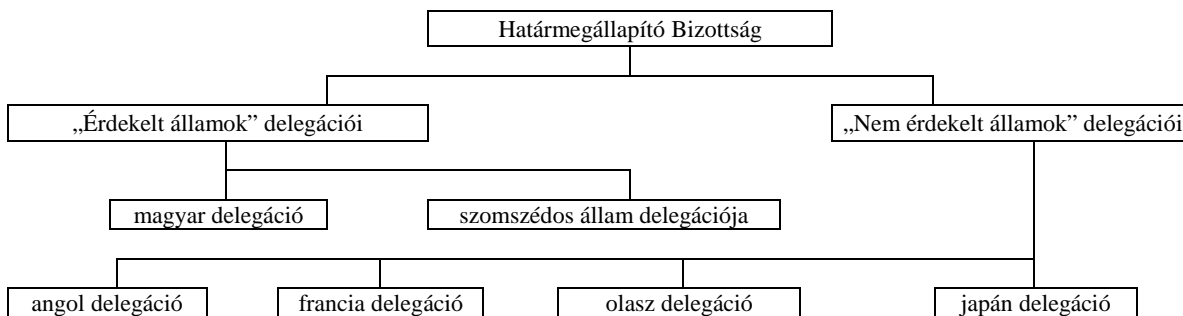 Határmegállapító Bizottság
„Érdekelt államok” delegációi
„Nem érdekelt államok” delegációi
magyar delegáció
szomszédos állam delegációja
angol delegáció
francia delegáció
olasz delegáció
japán delegáció